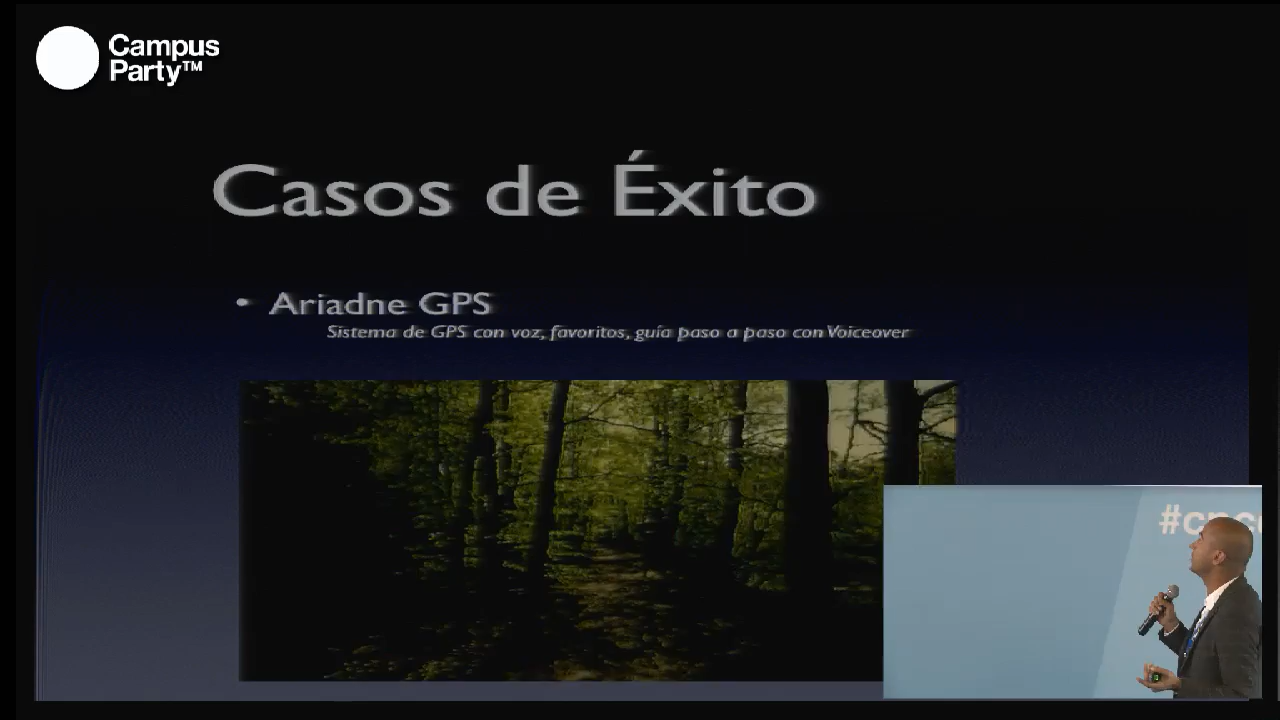 Campus
Party™
Casos de Éxito
• Ariadne GPS
Sistema de GPS con voz, favoritos, guía paso a paso con Voiceover